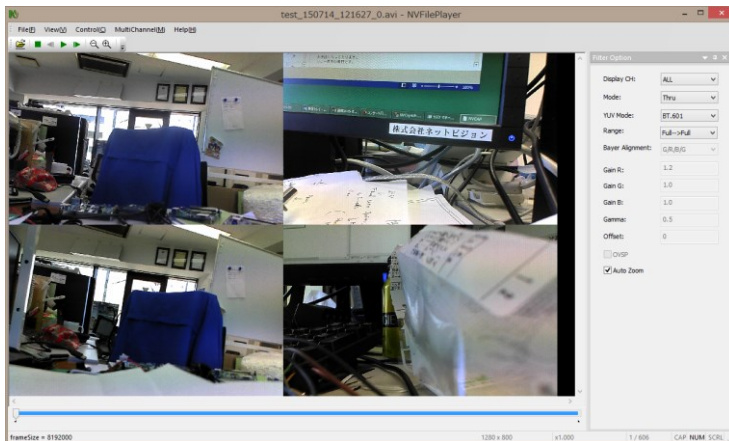 test_150714_121627_0.avi - NVFilePlayer
File(F) View(V) Control(C) MultiChannel(M) Help(H)
Filter Option
Display CH: ALL
Mode: Thru
YUV Mode: BT.601
Range: Full-->Full
Bayer Alignment: G/R,B/G
Gain R: 1.2
Gain G: 1.0
Gain B: 1.0
Gamma: 0.5
Offset: 0
OVSP
Auto Zoom
株式会社ネットビジョン
frameSize = 8192000 1280 x 800 x1.000 1 / 606 CAP NUM SCRL